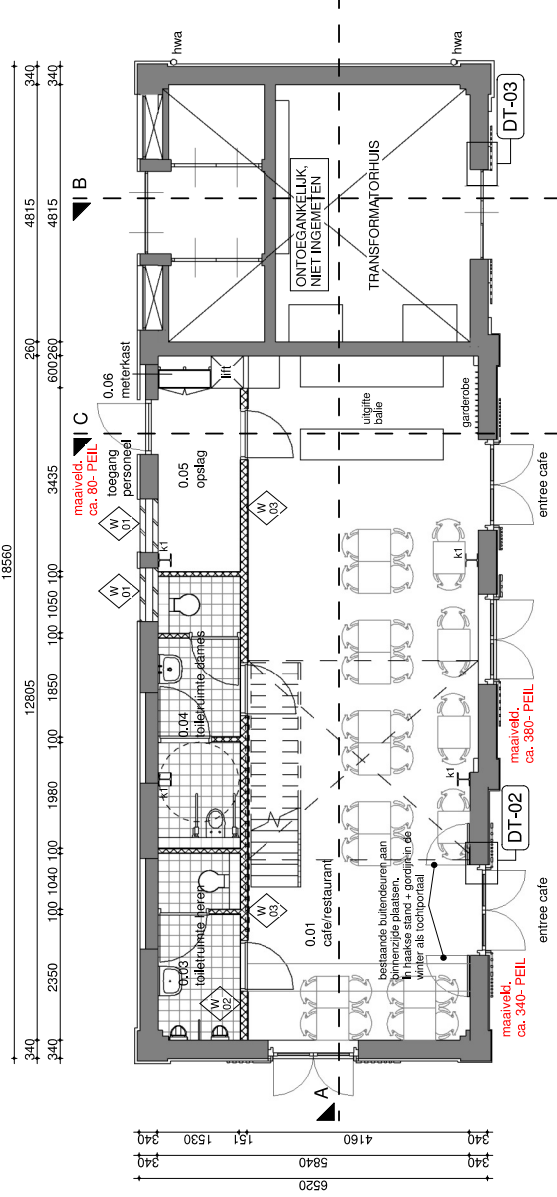 340
340
hwa
hwa
DT-03
B
4815
4815
ONTOEGANKELIJK,
NIET INGEMETEN
TRANSFORMATORHUIS
260
260
600
0.06
meterkast
lift
uitgifte
balie
garderobe
C
maaiveld.
ca. 80- PEIL
toegang
personeel
0.05
opslag
3435
W
01
W
03
k1
k1
entree cafe
18560
100
W
01
1050
100
12805
1850
0.04
toiletruimte dames
maaiveld.
ca. 380- PEIL
100
1980
k1
k1
DT-02
100
1040
100
W
03
0.01
cafe/restaurant
bestaande buitendeuren aan
binnenzijde plaatsen.
In haakse stand + gordijn in de
winter als tochtportaal
entree cafe
0.03
toiletruimte heren
2350
W
02
maaiveld.
ca. 340- PEIL
340
340
A
340
1530
151
4160
340
340
5840
340
6520